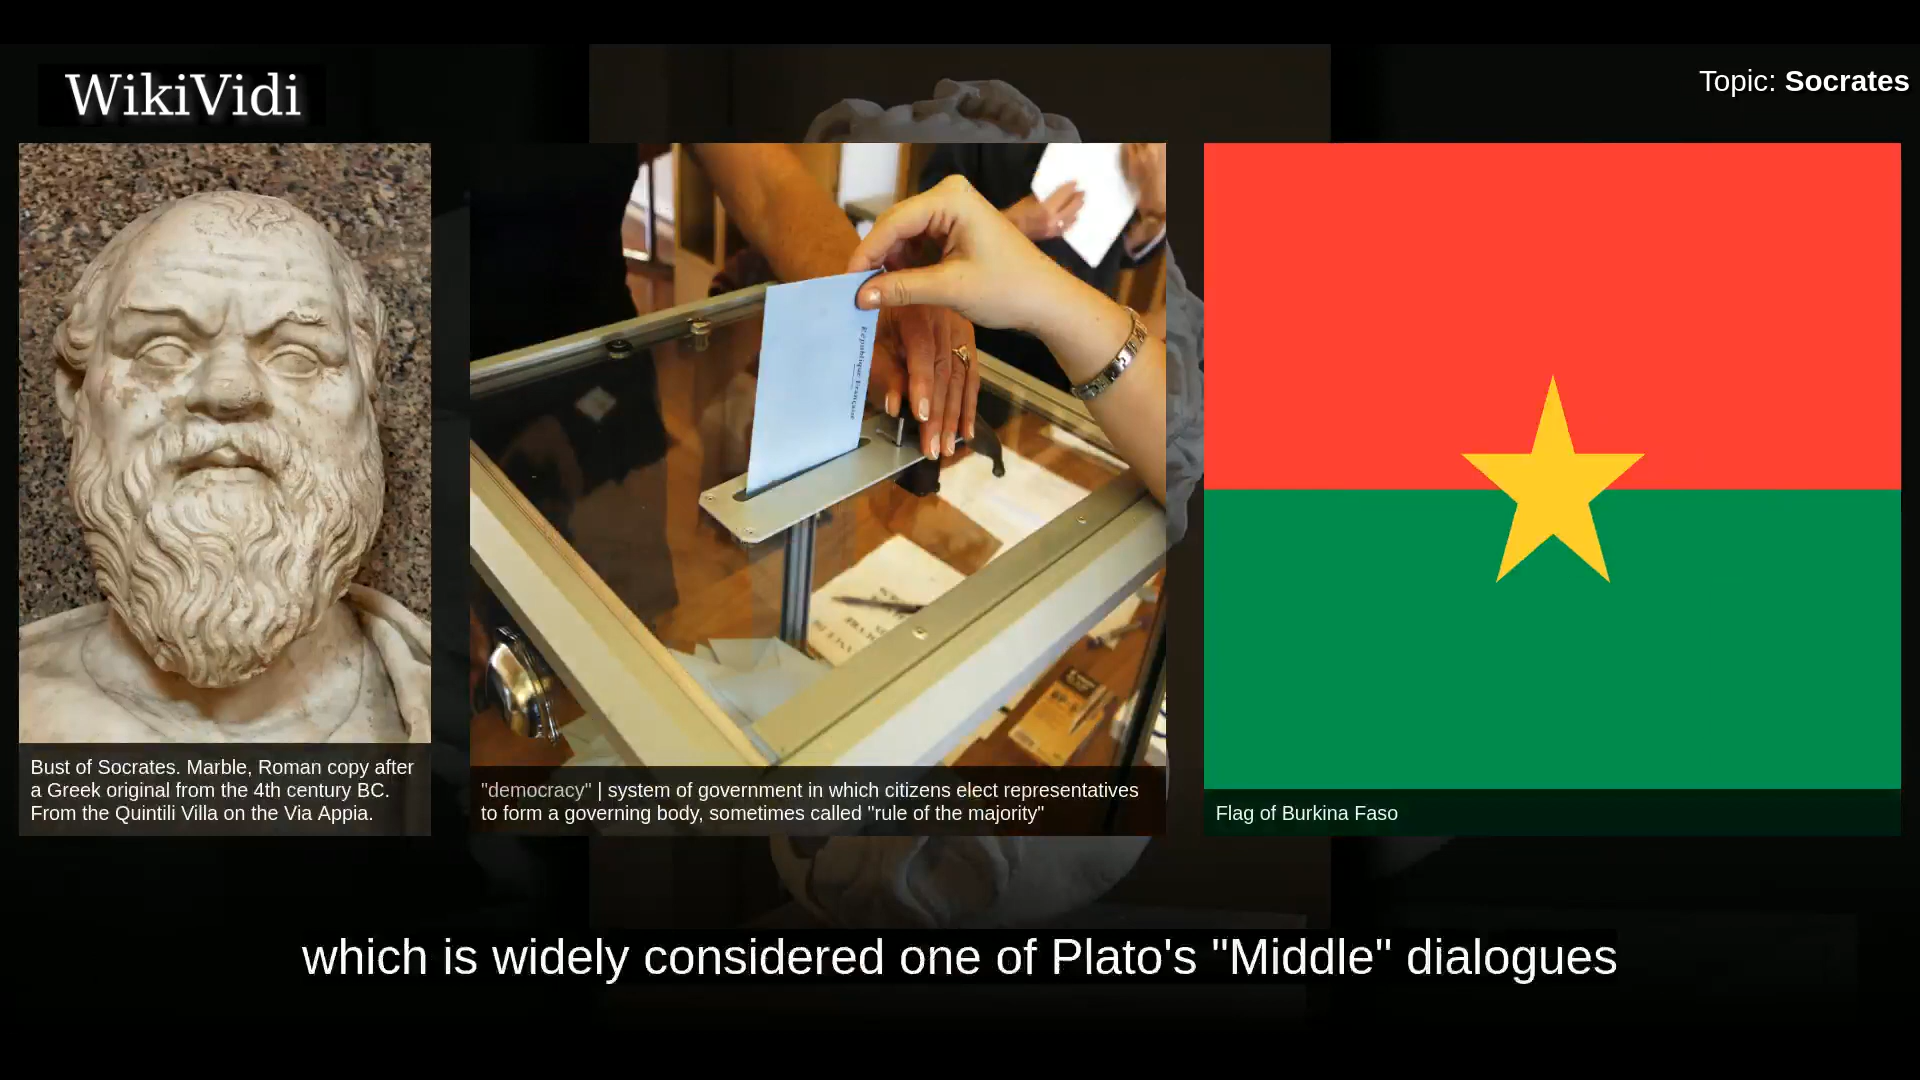 WikiVidi
Topic: Socrates
République Française
Bust of Socrates. Marble, Roman copy after
a Greek original from the 4th century BC.
From the Quintili Villa on the Via Appia.
"democracy" | system of government in which citizens elect representatives
to form a governing body, sometimes called "rule of the majority"
Flag of Burkina Faso
which is widely considered one of Plato's "Middle" dialogues